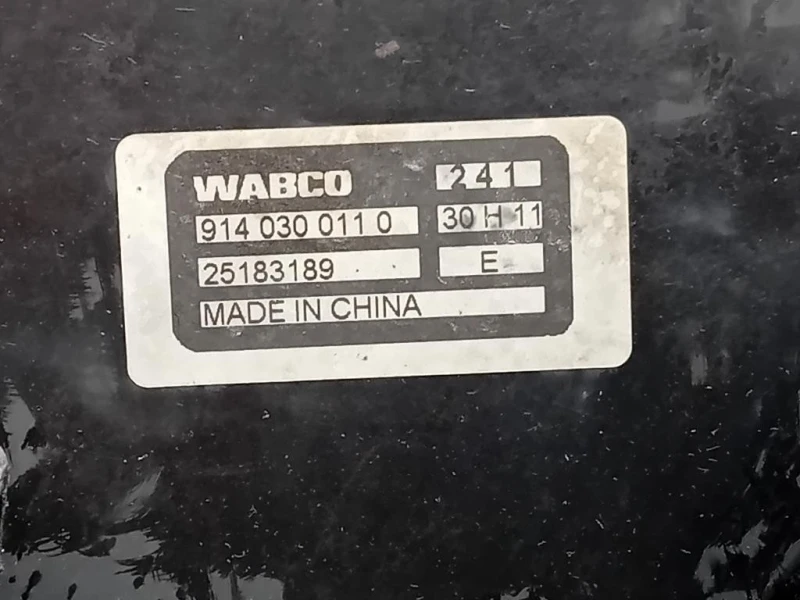 WABCO 241
914 030 011 0 30 H 11
25183189 E
MADE IN CHINA